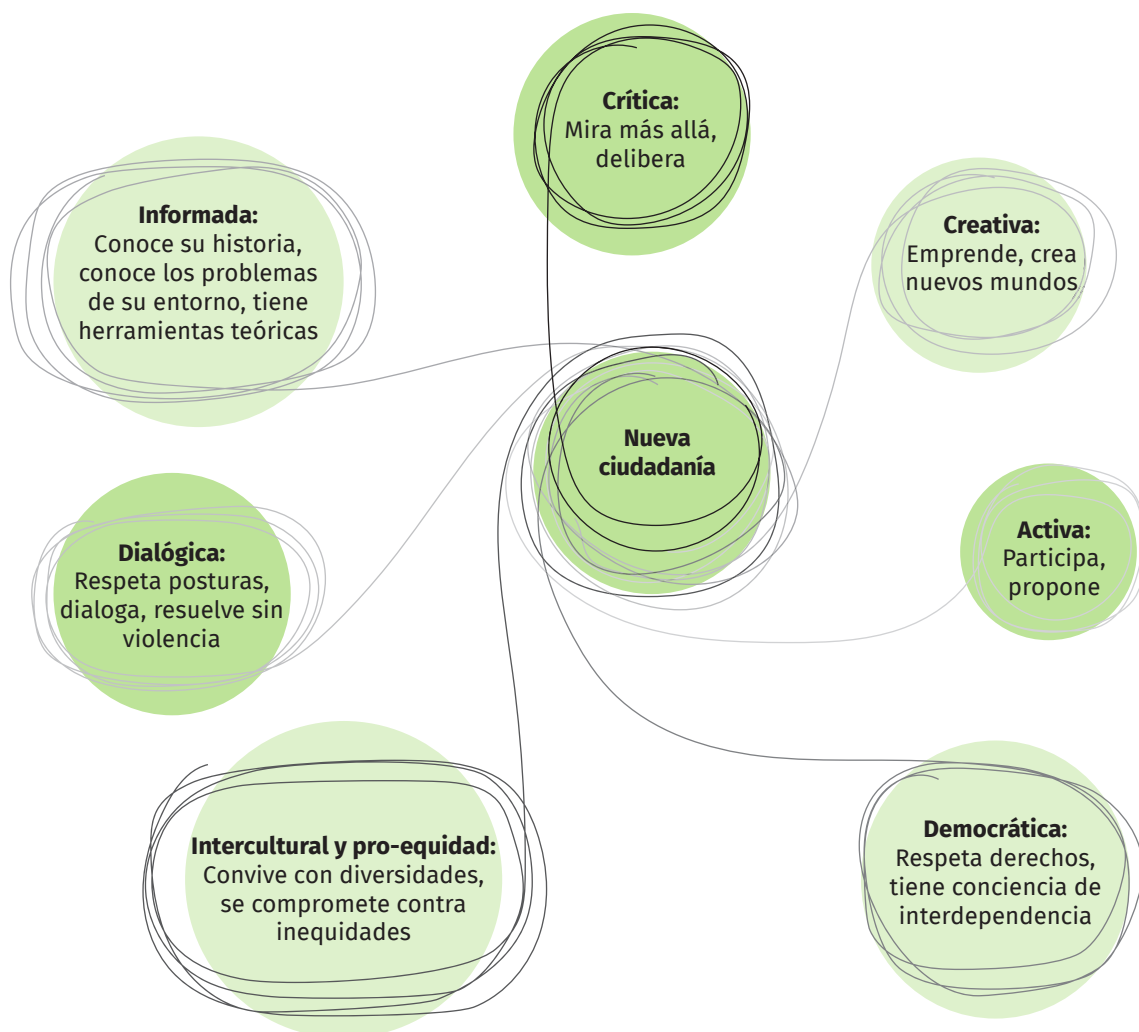 Crítica:
Mira más allá,
delibera
Informada:
Conoce su historia,
conoce los problemas
de su entorno, tiene
herramientas teóricas
Creativa:
Emprende, crea
nuevos mundos
Nueva
ciudadanía
Dialógica:
Respeta posturas,
dialoga, resuelve sin
violencia
Activa:
Participa,
propone
Intercultural y pro-equidad:
Convive con diversidades,
se compromete contra
inequidades
Democrática:
Respeta derechos,
tiene conciencia de
interdependencia